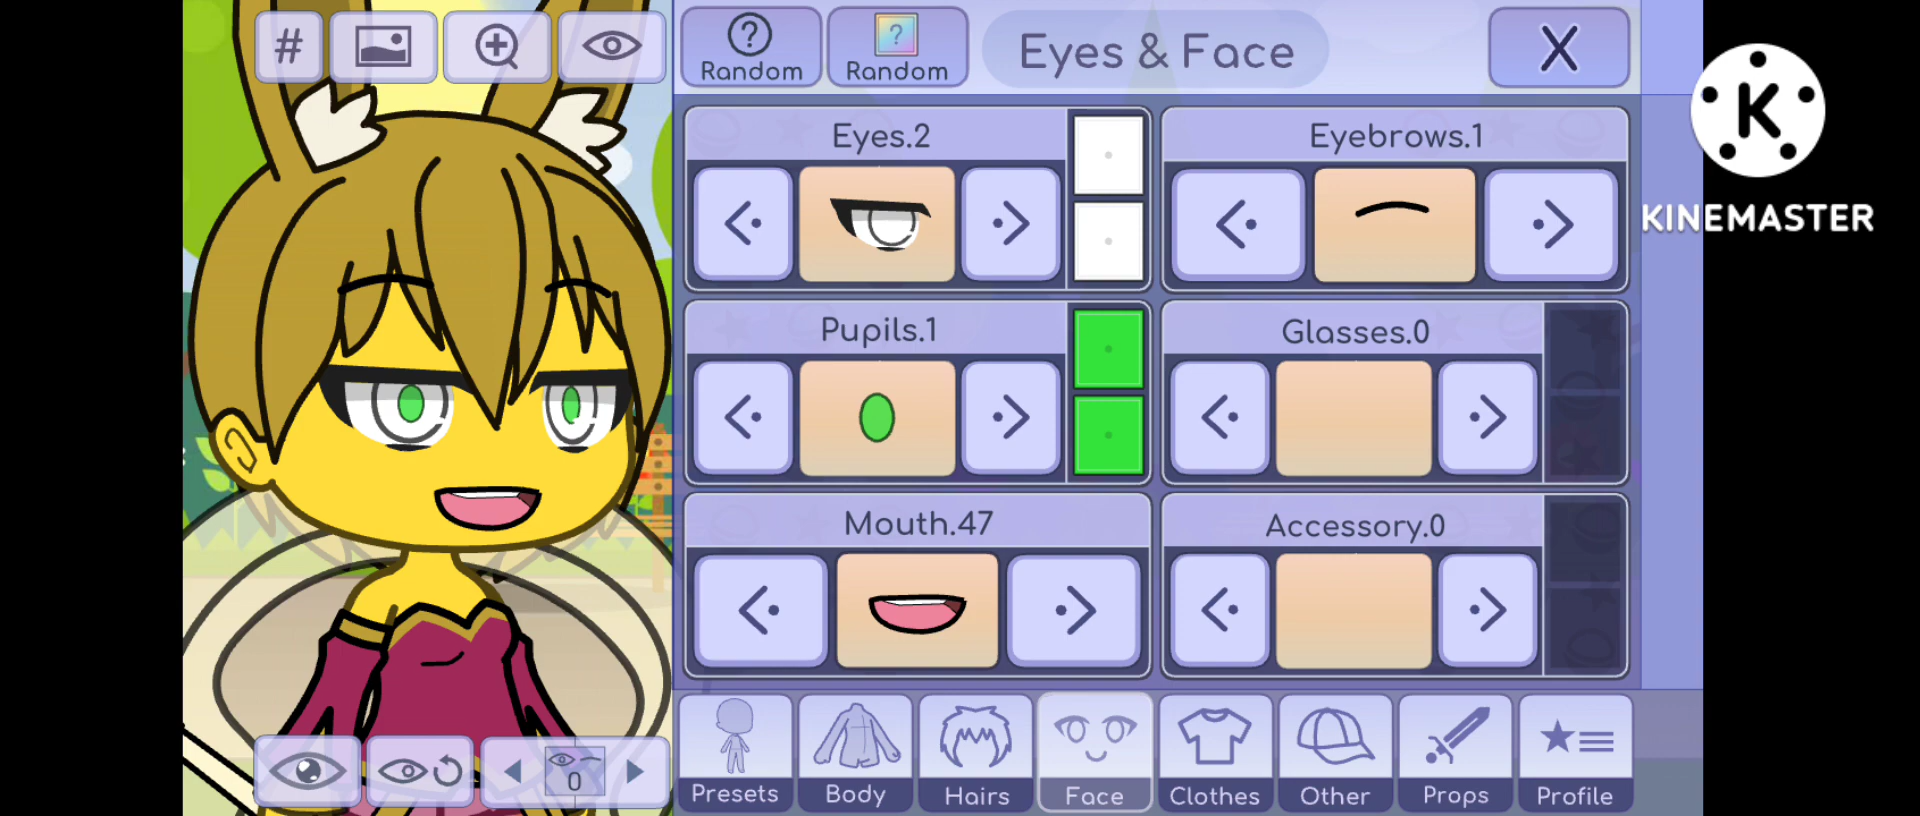 #
?
Random
?
Random
Eyes & Face
X
K
KINEMASTER
Eyes.2
Eyebrows.1
Pupils.1
Glasses.0
Mouth.47
Accessory.0
0
Presets
Body
Hairs
Face
Clothes
Other
Props
Profile